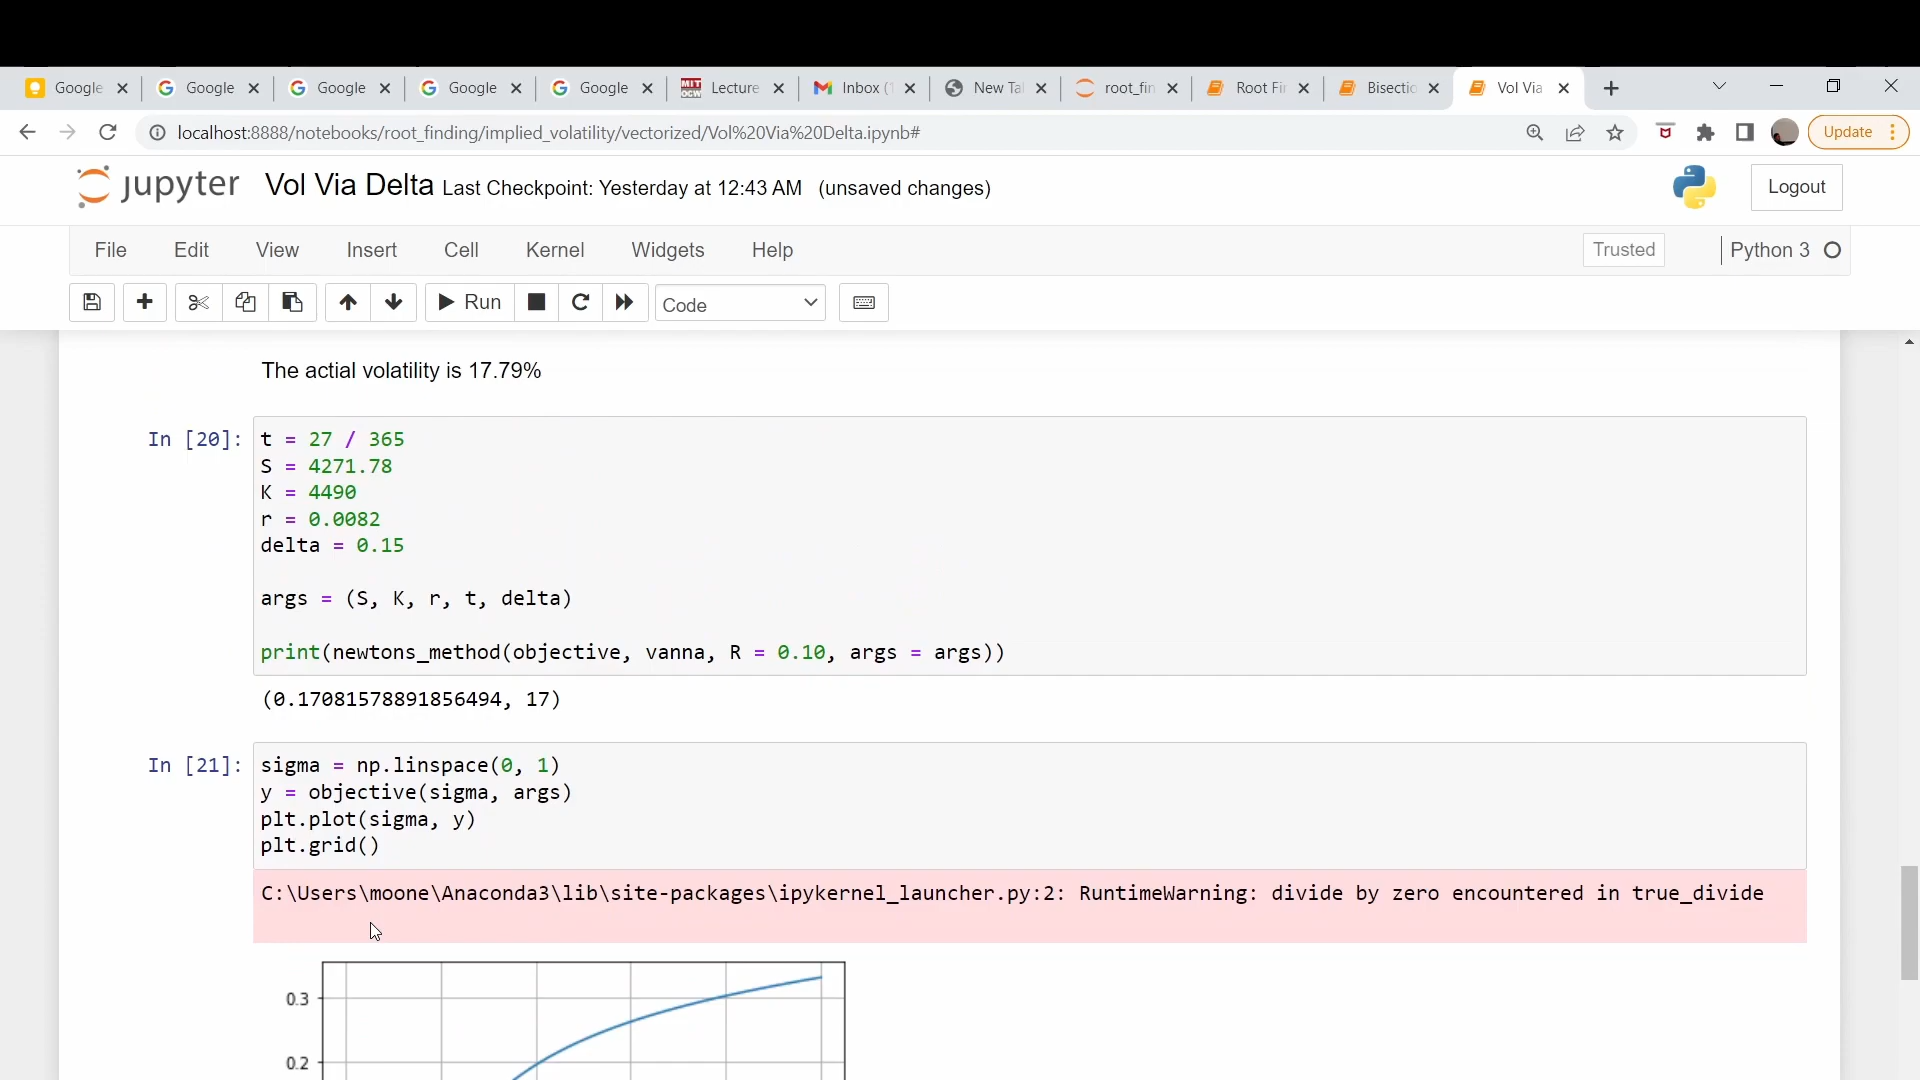 Google
Google
Google
Google
Google
MIT OCW
Lecture
Inbox (
New Ta
root_fin
Root Fi
Bisectio
Vol Via
localhost:8888/notebooks/root_finding/implied_volatility/vectorized/Vol%20Via%20Delta.ipynb#
Update
jupyter Vol Via Delta Last Checkpoint: Yesterday at 12:43 AM (unsaved changes)
Logout
File Edit View Insert Cell Kernel Widgets Help
Trusted
Python 3
Run
Code
The actial volatility is 17.79%
In [20]: t = 27 / 365
S = 4271.78
K = 4490
r = 0.0082
delta = 0.15
args = (S, K, r, t, delta)
print(newtons_method(objective, vanna, R = 0.10, args = args))
(0.17081578891856494, 17)
In [21]: sigma = np.linspace(0, 1)
y = objective(sigma, args)
plt.plot(sigma, y)
plt.grid()
C:\Users\moone\Anaconda3\lib\site-packages\ipykernel_launcher.py:2: RuntimeWarning: divide by zero encountered in true_divide
0.3
0.2